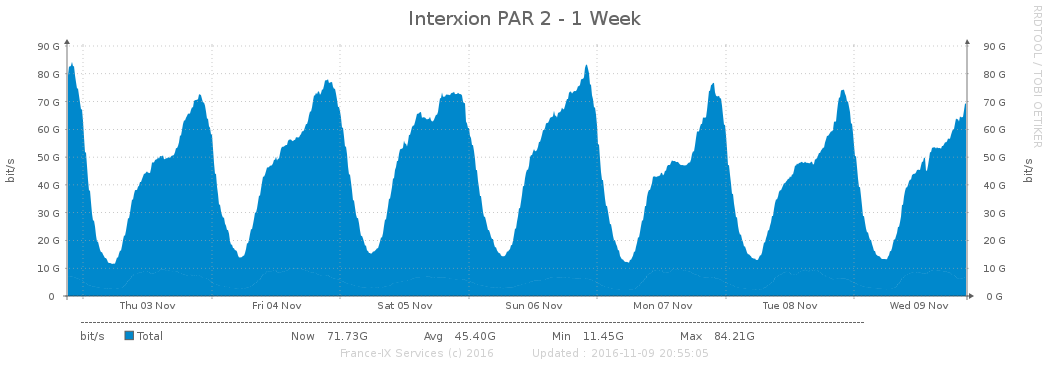 Interxion PAR 2 - 1 Week
RRDTOOL / TOBI OETIKER
90 G 90 G
80 G 80 G
70 G 70 G
60 G 60 G
50 G 50 G
40 G 40 G
30 G 30 G
20 G 20 G
10 G 10 G
0 0 G
bit/s
bit/s
Thu 03 Nov Fri 04 Nov Sat 05 Nov Sun 06 Nov Mon 07 Nov Tue 08 Nov Wed 09 Nov
bit/s Total Now 71.73G Avg 45.40G Min 11.45G Max 84.21G
France-IX Services (c) 2016 Updated : 2016-11-09 20:55:05